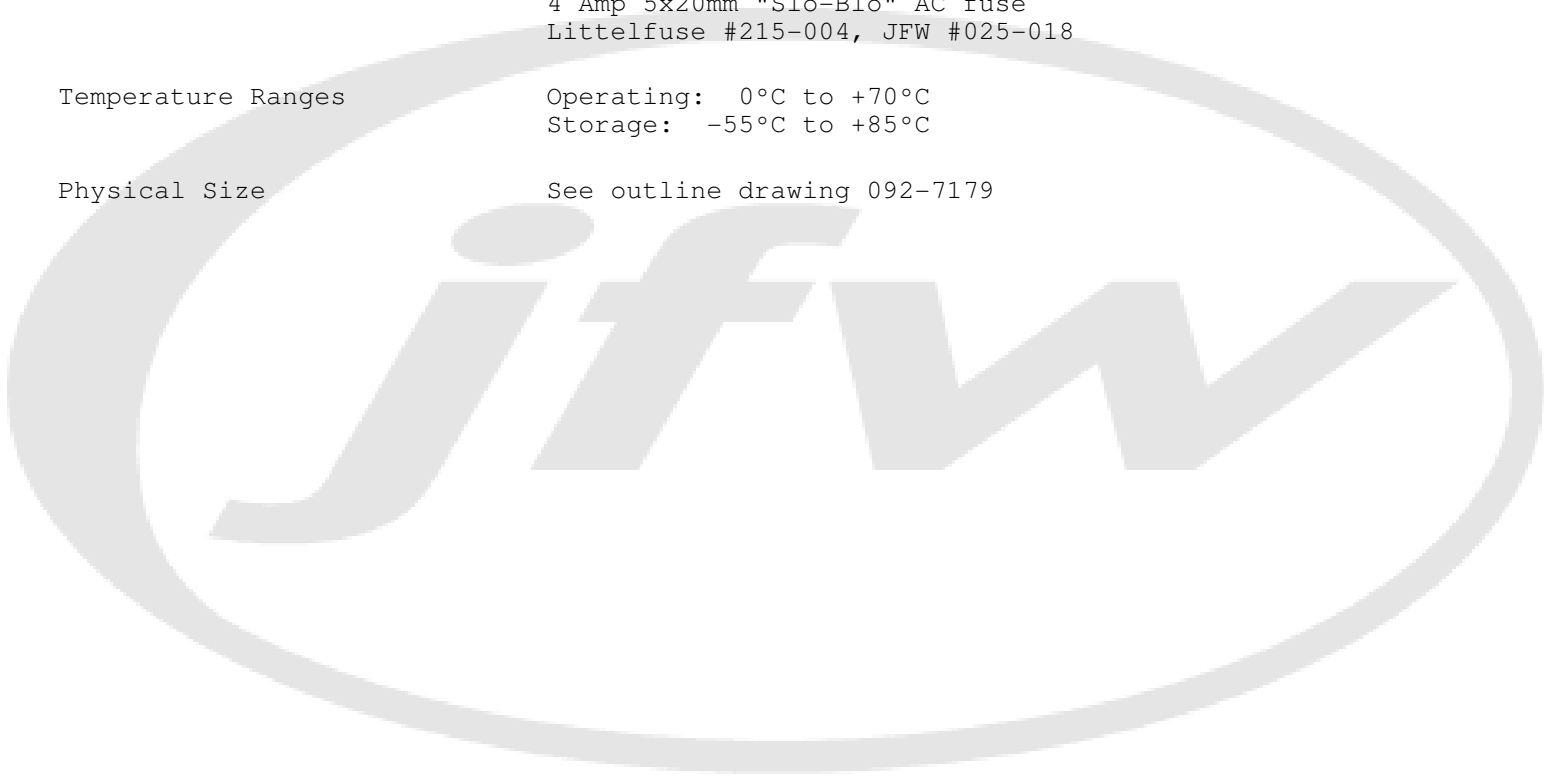 4 Amp 5x20mm "Slo-Blo" AC fuse
Littelfuse #215-004, JFW #025-018
Temperature Ranges Operating: 0°C to +70°C
Storage: -55°C to +85°C
Physical Size See outline drawing 092-7179
jfw